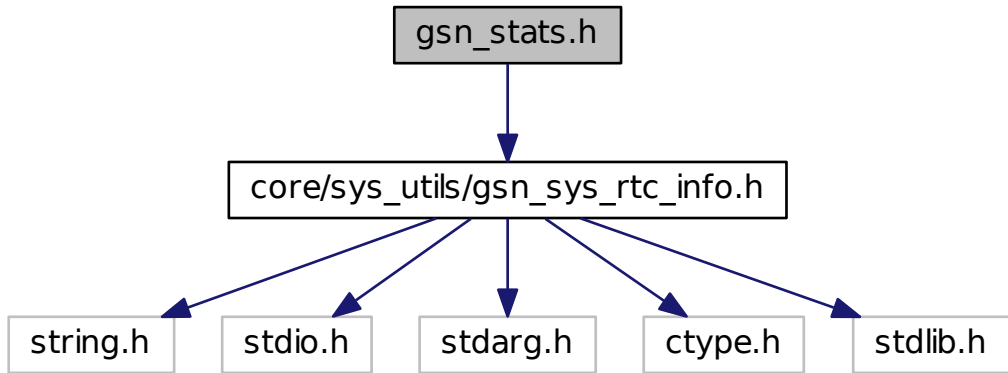 gsn_stats.h
core/sys_utils/gsn_sys_rtc_info.h
string.h
stdio.h
stdarg.h
ctype.h
stdlib.h